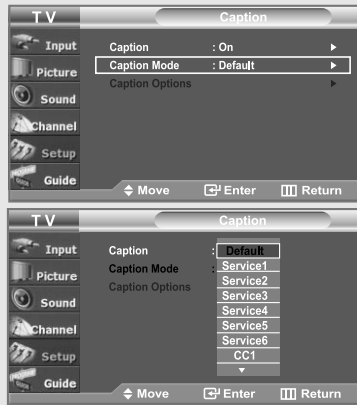 T V Caption
Input
Picture
Sound
Channel
Setup
Guide
Caption : On
Caption Mode : Default
Caption Options
Move Enter Return
T V Caption
Input
Picture
Sound
Channel
Setup
Guide
Caption :
Caption Mode :
Caption Options
Default
Service1
Service2
Service3
Service4
Service5
Service6
CC1
Move Enter Return